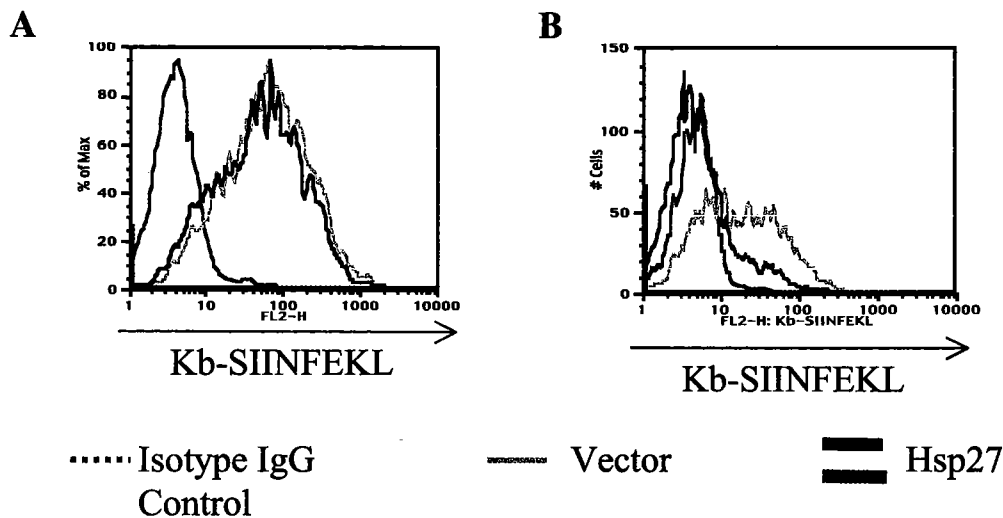 A
B
100
80
60
40
20
0
% of Max
1
10
100
1000
10000
FL2-H
Kb-SIINFEKL
150
100
50
0
# Cells
1
10
100
1000
10000
FL2-H: Kb-SIINFEKL
Kb-SIINFEKL
Isotype IgG
Control
Vector
Hsp27